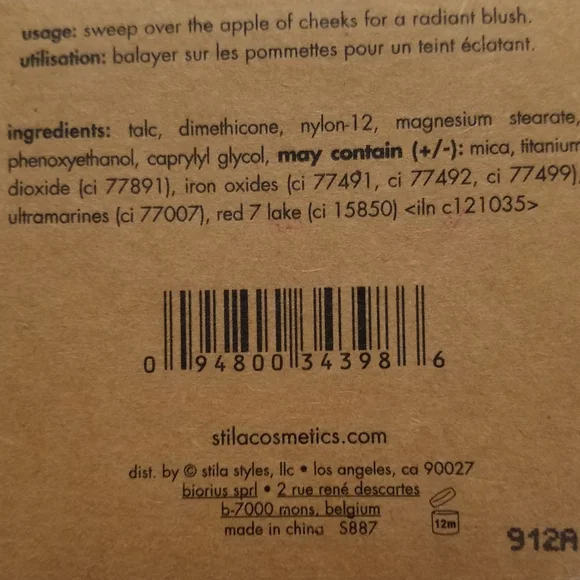 usage: sweep over the apple of cheeks for a radiant blush.
utilisation: balayer sur les pommettes pour un teint éclatant.
ingredients: talc, dimethicone, nylon-12, magnesium stearate,
phenoxyethanol, caprylyl glycol, may contain (+/-): mica, titanium
dioxide (ci 77891), iron oxides (ci 77491, ci 77492, ci 77499),
ultramarines (ci 77007), red 7 lake (ci 15850) <iln c121035>
0 94800 34398 6
stilacosmetics.com
dist. by © stila styles, llc • los angeles, ca 90027
biorius sprl • 2 rue rené descartes
b-7000 mons, belgium
made in china S887
12m
912A